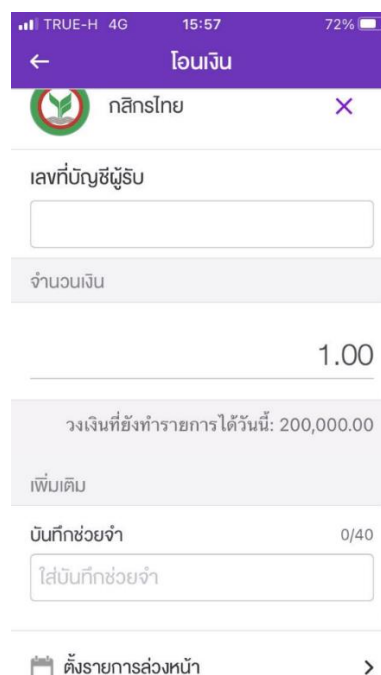 TRUE-H 4G 15:57 72%
โอนเงิน
กสิกรไทย
เลขที่บัญชีผู้รับ
จำนวนเงิน
1.00
วงเงินที่ยังทำรายการได้วันนี้: 200,000.00
เพิ่มเติม
บันทึกช่วยจำ 0/40
ใส่บันทึกช่วยจำ
ตั้งรายการล่วงหน้า